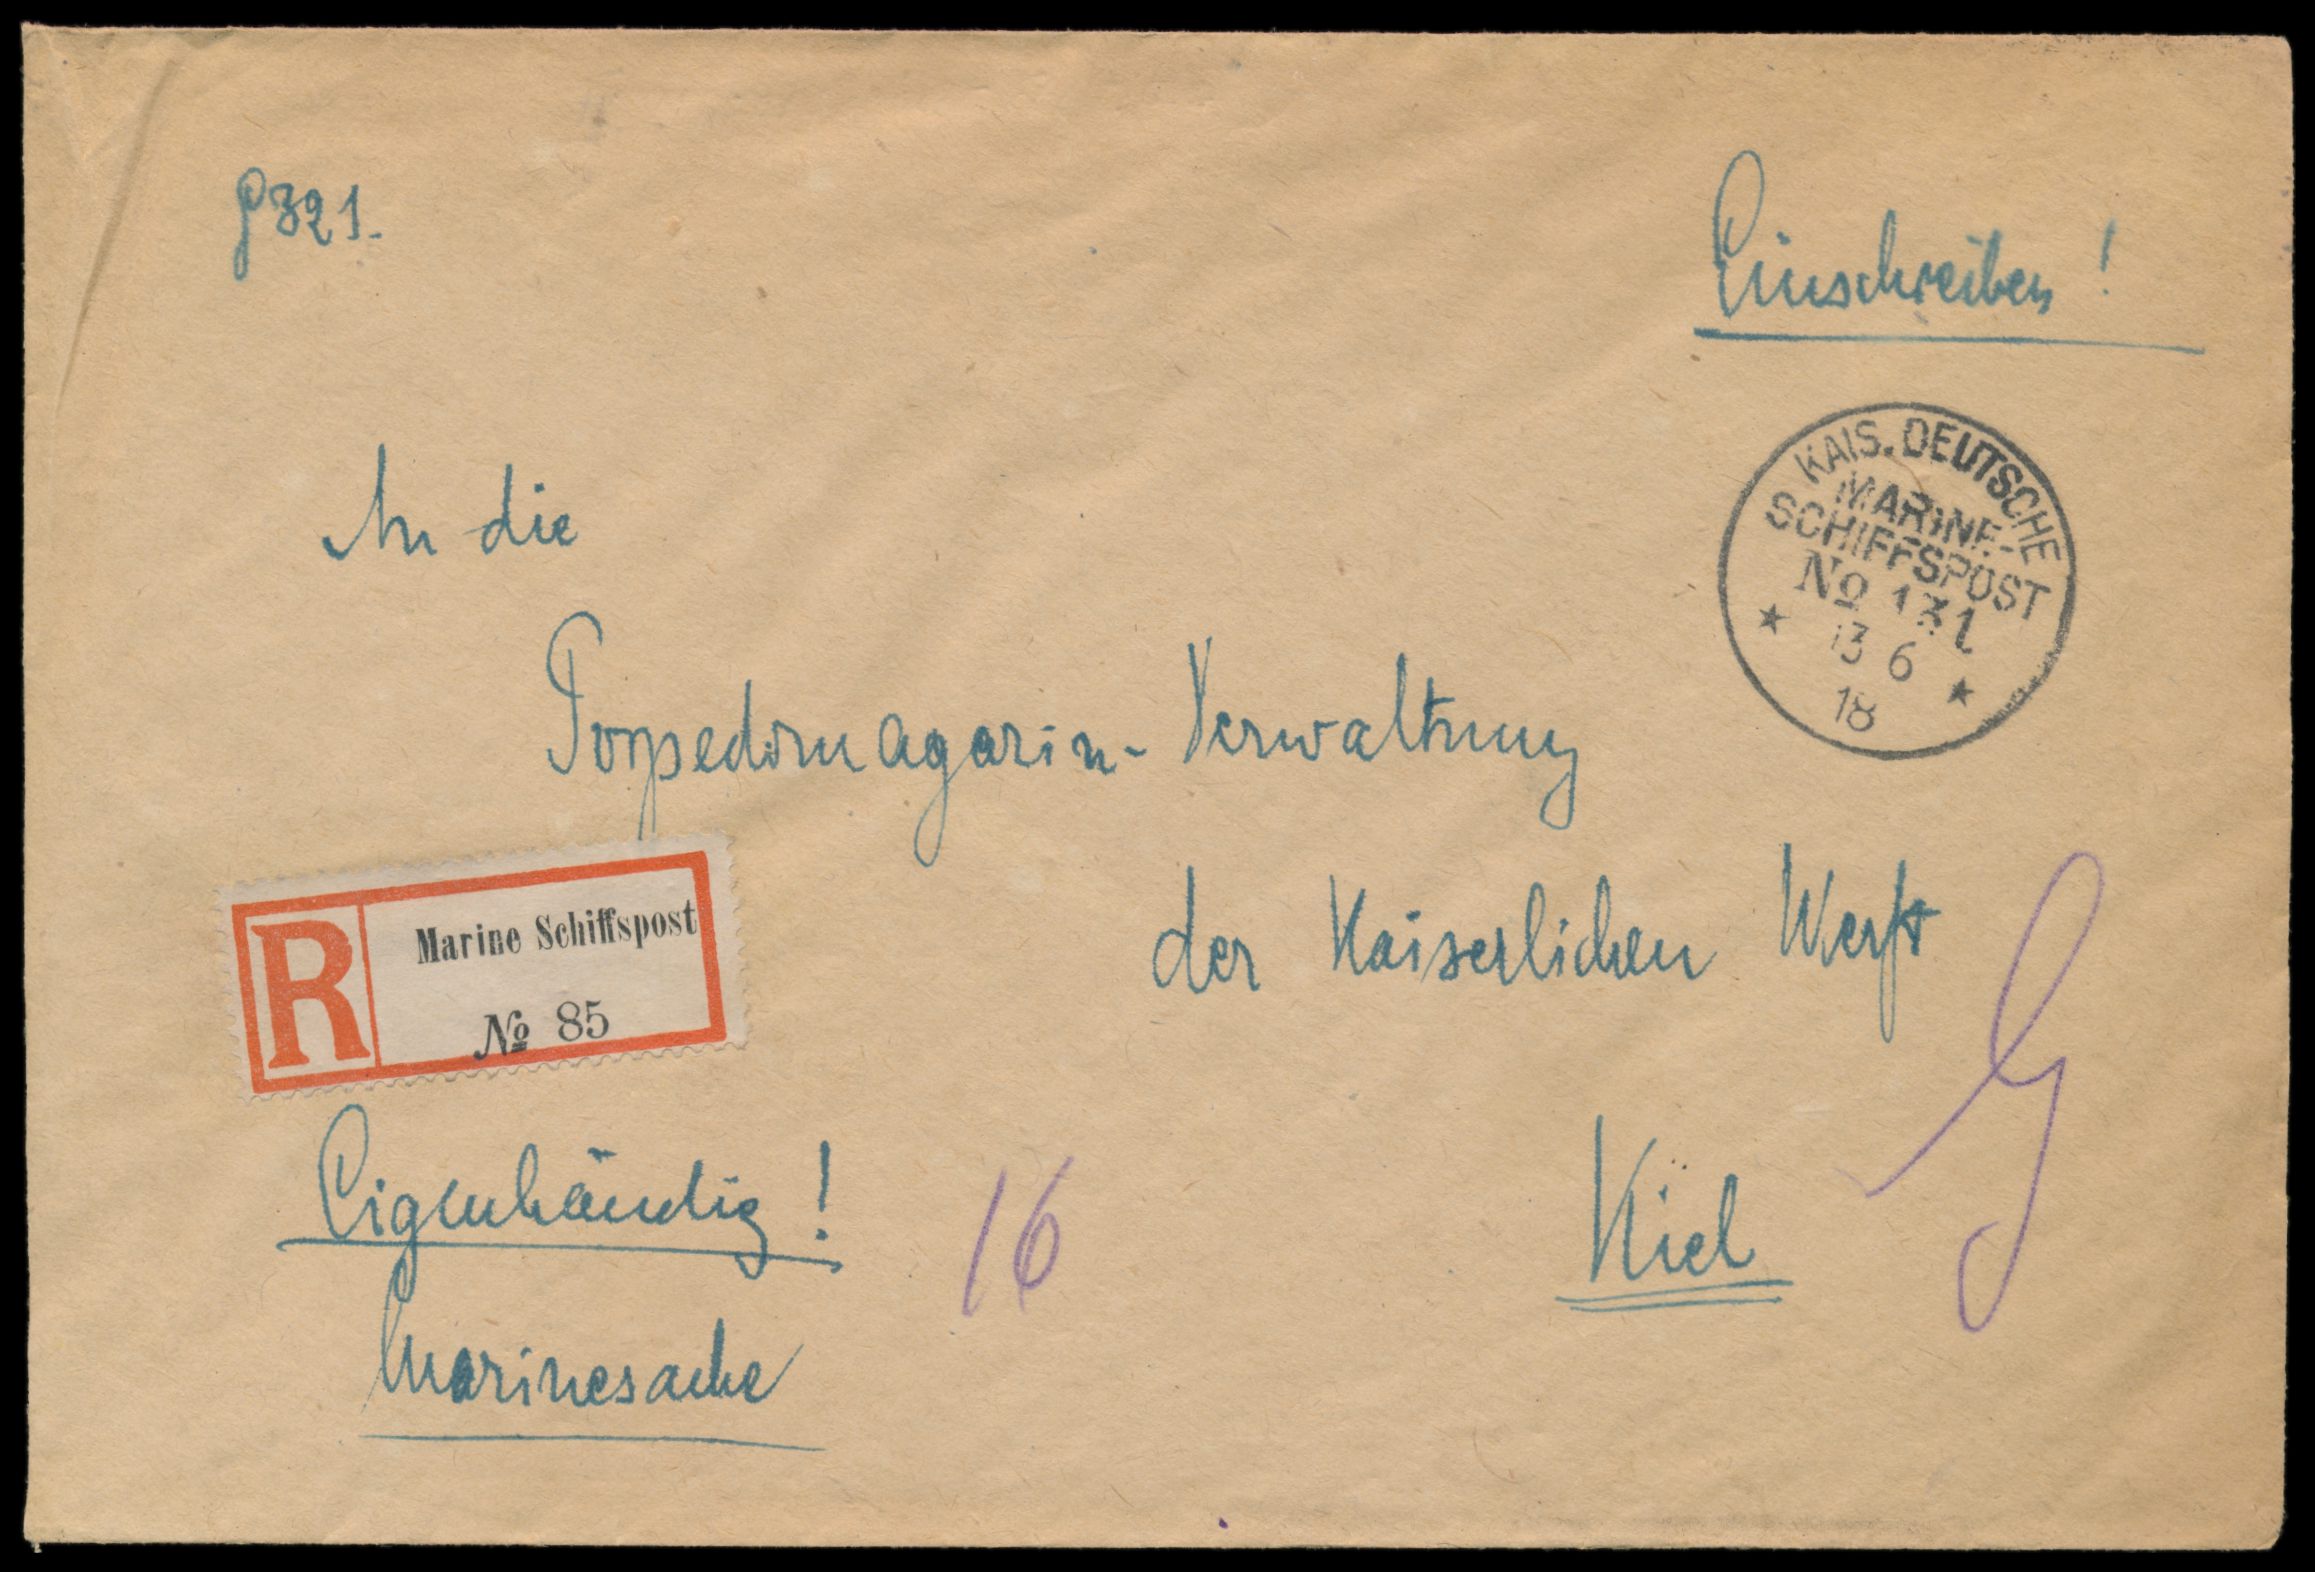 g 321.
Einschreiben!
KAIS. DEUTSCHE
MARINE-
SCHIFFSPOST
No 131
13 6
18
An die
Torpedomagazin-Verwaltung
der Kaiserlichen Werft
Kiel
R
Marine Schiffspost
No 85
Eigenhändig!
16
Marinesache